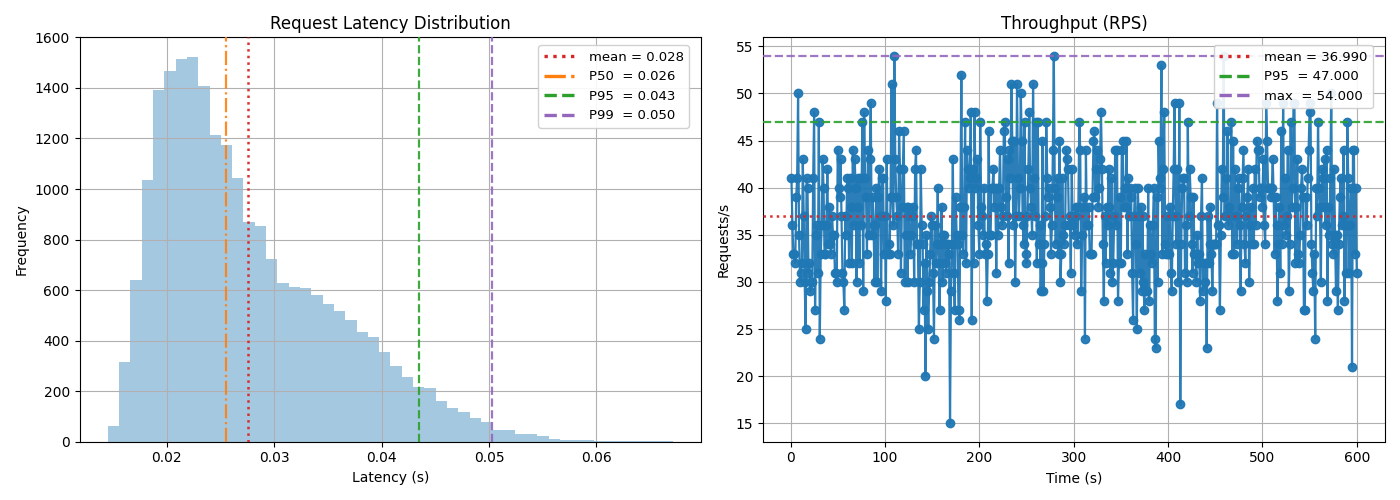 Request Latency Distribution
1600
1400
1200
1000
800
600
400
200
0
Frequency
0.02 0.03 0.04 0.05 0.06
Latency (s)
mean = 0.028
P50 = 0.026
P95 = 0.043
P99 = 0.050
Throughput (RPS)
55
50
45
40
35
30
25
20
15
Requests/s
0 100 200 300 400 500 600
Time (s)
mean = 36.990
P95 = 47.000
max = 54.000